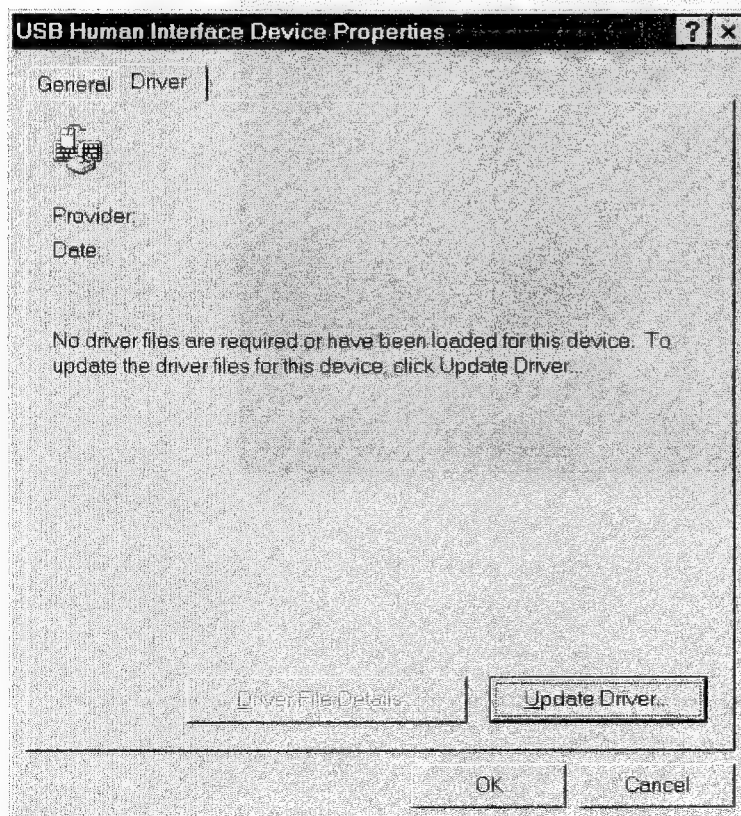 USB Human Interface Device Properties ? ×
General Driver
Provider:
Date:
No driver files are required or have been loaded for this device. To
update the driver files for this device, click Update Driver...
Driver File Details... Update Driver...
OK Cancel